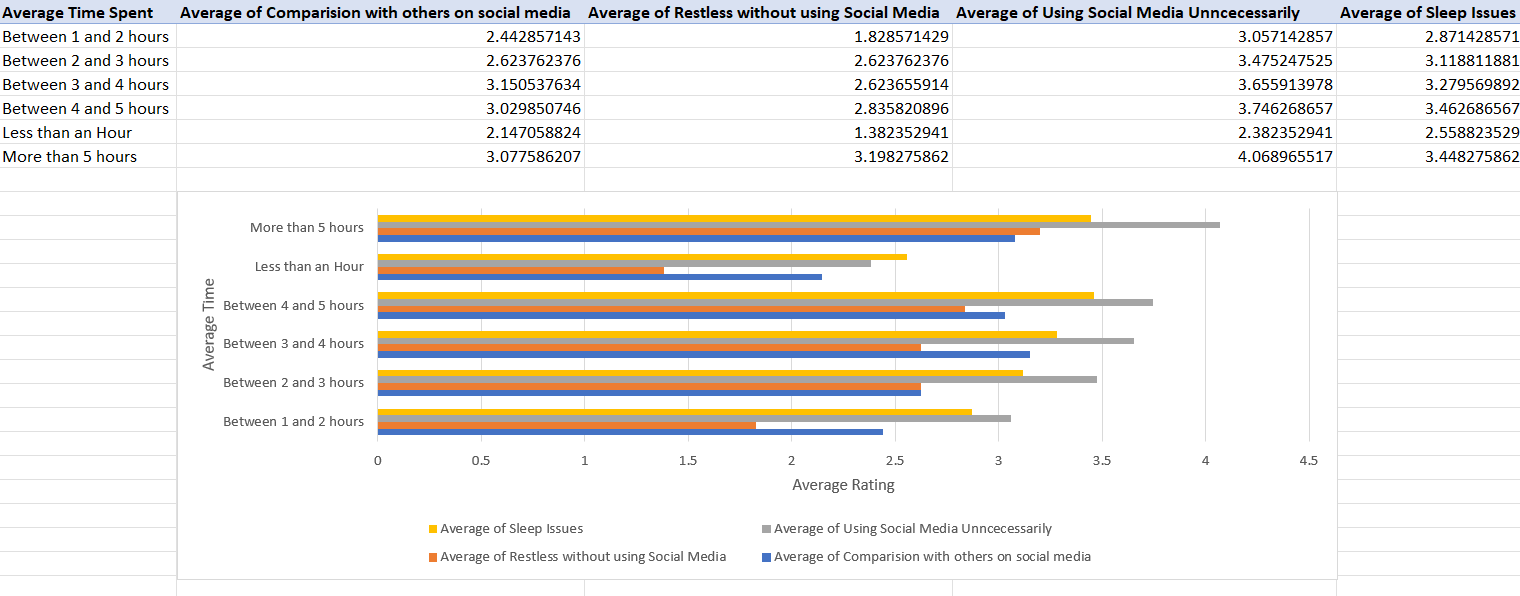 Average Time Spent Average of Comparision with others on social media Average of Restless without using Social Media Average of Using Social Media Unncecessarily Average of Sleep Issues
Between 1 and 2 hours 2.442857143 1.828571429 3.057142857 2.871428571
Between 2 and 3 hours 2.623762376 2.623762376 3.475247525 3.118811881
Between 3 and 4 hours 3.150537634 2.623655914 3.655913978 3.279569892
Between 4 and 5 hours 3.029850746 2.835820896 3.746268657 3.462686567
Less than an Hour 2.147058824 1.382352941 2.382352941 2.558823529
More than 5 hours 3.077586207 3.198275862 4.068965517 3.448275862
More than 5 hours
Less than an Hour
Between 4 and 5 hours
Between 3 and 4 hours
Between 2 and 3 hours
Between 1 and 2 hours
Average Time
0 0.5 1 1.5 2 2.5 3 3.5 4 4.5
Average Rating
Average of Sleep Issues Average of Using Social Media Unncecessarily
Average of Restless without using Social Media Average of Comparision with others on social media